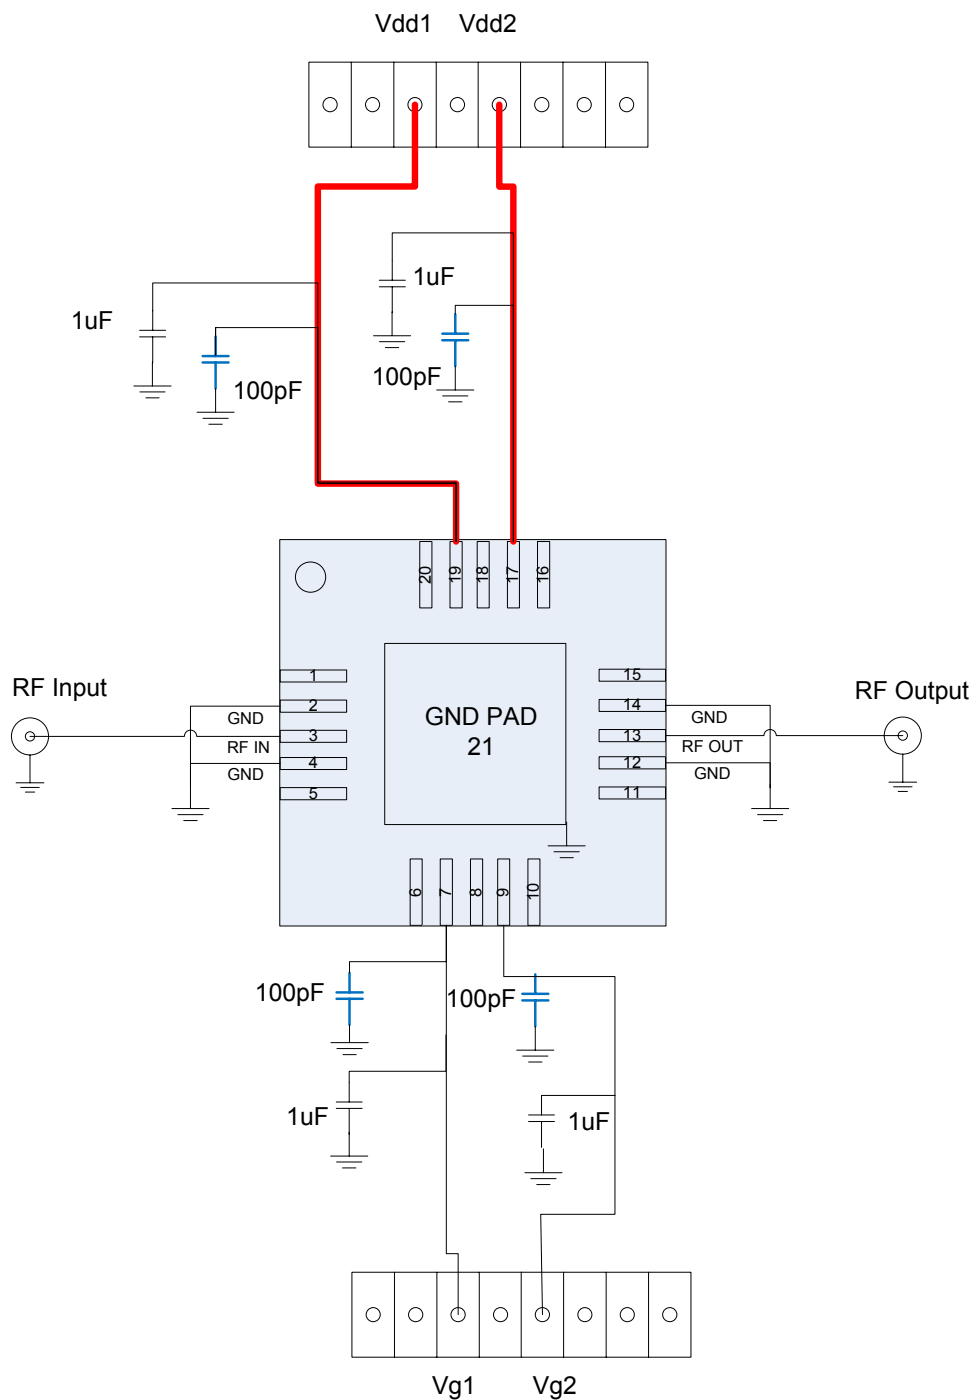 Vdd1 Vdd2
1uF
1uF
100pF
100pF
20 19 18 17 16
1
15
RF Input
2
GND
14
GND
RF Output
GND PAD
21
3
RF IN
13
RF OUT
4
GND
12
GND
5
11
6 7 8 9 10
100pF
100pF
1uF
1uF
Vg1 Vg2